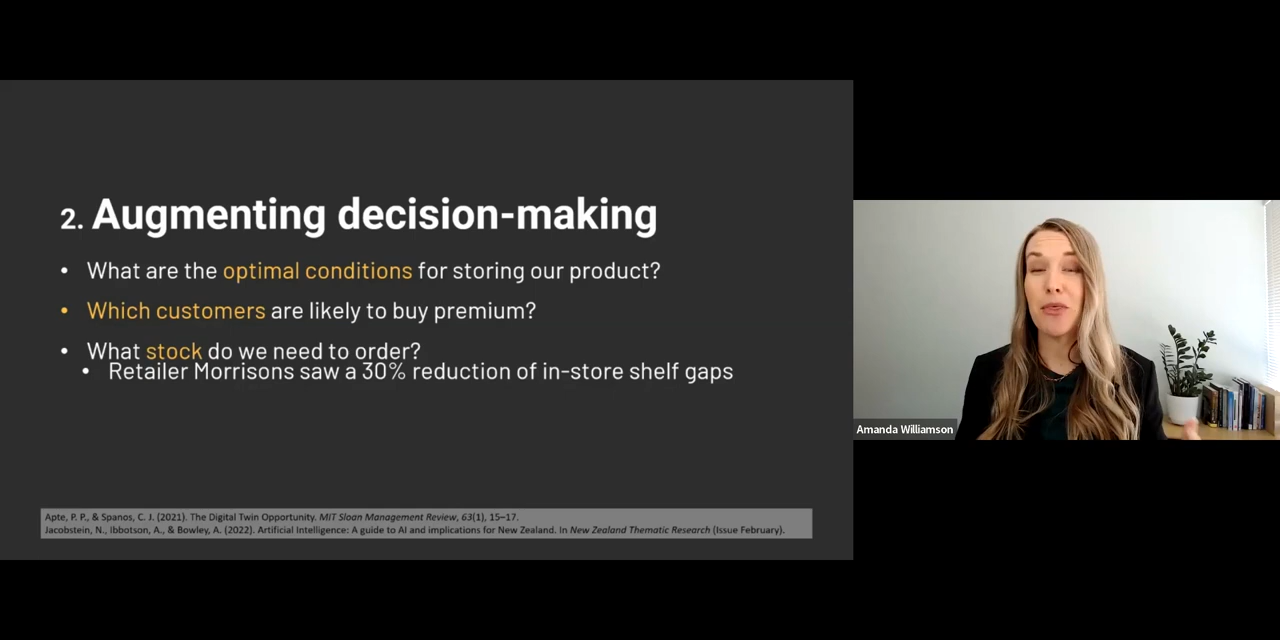 2. Augmenting decision-making
• What are the optimal conditions for storing our product?
• Which customers are likely to buy premium?
• What stock do we need to order?
• Retailer Morrisons saw a 30% reduction of in-store shelf gaps
Apte, P. P., & Spanos, C. J. (2021). The Digital Twin Opportunity. MIT Sloan Management Review, 63(1), 15–17.
Jacobstein, N., Ibbotson, A., & Bowley, A. (2022). Artificial Intelligence: A guide to AI and implications for New Zealand. In New Zealand Thematic Research (Issue February).
Amanda Williamson